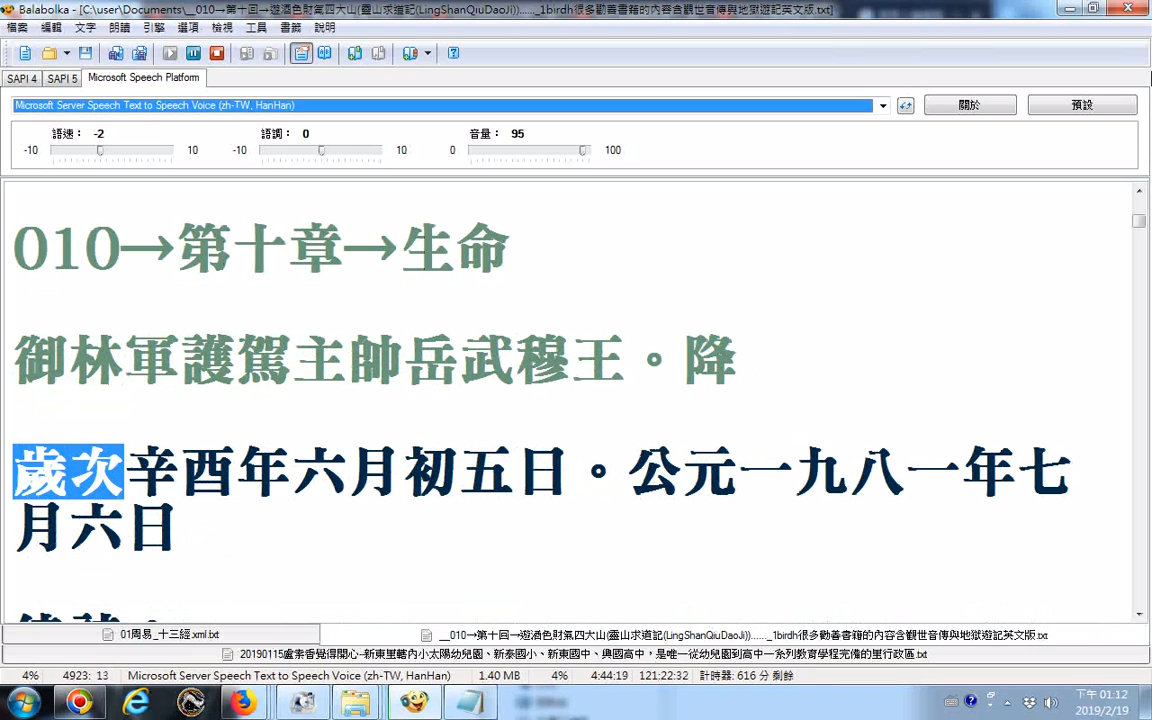 Balabolka - [C:\user\Documents\__010→第十回→遊酒色財氣四大山(靈山求道記(LingShanQiuDaoJi))......_1birdh很多勸善書籍的內容含觀世音傳與地獄遊記英文版.txt]
檔案 編輯 文字 朗讀 引擎 選項 檢視 工具 書籤 說明
SAPI 4 SAPI 5 Microsoft Speech Platform
Microsoft Server Speech Text to Speech Voice (zh-TW, HanHan)
關於 預設
語速： -2 語調： 0 音量： 95
-10 10 -10 10 0 100
010→第十章→生命
御林軍護駕主帥岳武穆王。降
歲次辛酉年六月初五日。公元一九八一年七
月六日
01周易_十三經.xml.txt __010→第十回→遊酒色財氣四大山(靈山求道記(LingShanQiuDaoJi))......_1birdh很多勸善書籍的內容含觀世音傳與地獄遊記英文版.txt
20190115盧素香覺得開心-新東里轄內小太陽幼兒園、新泰國小、新東國中、興國高中，是唯一從幼兒園到高中一系列教育學程完備的里行政區.txt
4% 4923: 13 Microsoft Server Speech Text to Speech Voice (zh-TW, HanHan) 1.40 MB 4% 4:44:19 121:22:32 計時器: 616 分 剩餘
下午 01:12
2019/2/19